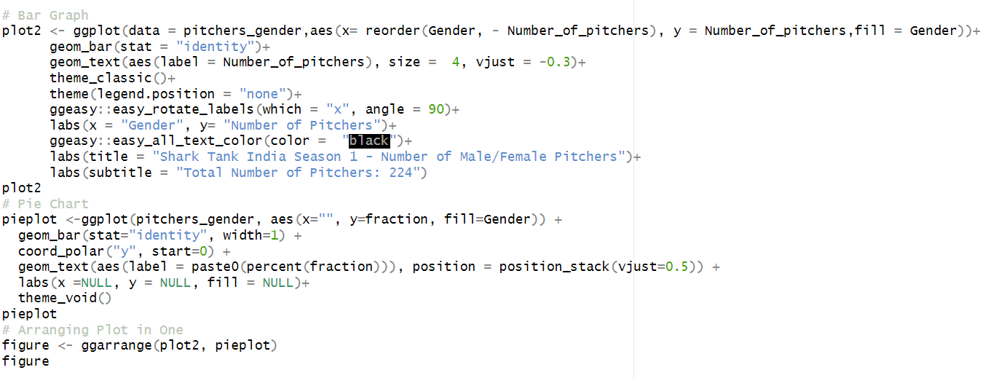 # Bar Graph
plot2 <- ggplot(data = pitchers_gender,aes(x= reorder(Gender, - Number_of_pitchers), y = Number_of_pitchers,fill = Gender))+
      geom_bar(stat = "identity")+
      geom_text(aes(label = Number_of_pitchers), size =  4, vjust = -0.3)+
      theme_classic()+
      theme(legend.position = "none")+
      ggeasy::easy_rotate_labels(which = "x", angle = 90)+
      labs(x = "Gender", y= "Number of Pitchers")+
      ggeasy::easy_all_text_color(color =  "black")+
      labs(title = "Shark Tank India Season 1 - Number of Male/Female Pitchers")+
      labs(subtitle = "Total Number of Pitchers: 224")
plot2
# Pie Chart
pieplot <-ggplot(pitchers_gender, aes(x="", y=fraction, fill=Gender)) +
  geom_bar(stat="identity", width=1) +
  coord_polar("y", start=0) +
  geom_text(aes(label = paste0(percent(fraction))), position = position_stack(vjust=0.5)) +
  labs(x =NULL, y = NULL, fill = NULL)+
  theme_void()
pieplot
# Arranging Plot in One
figure <- ggarrange(plot2, pieplot)
figure